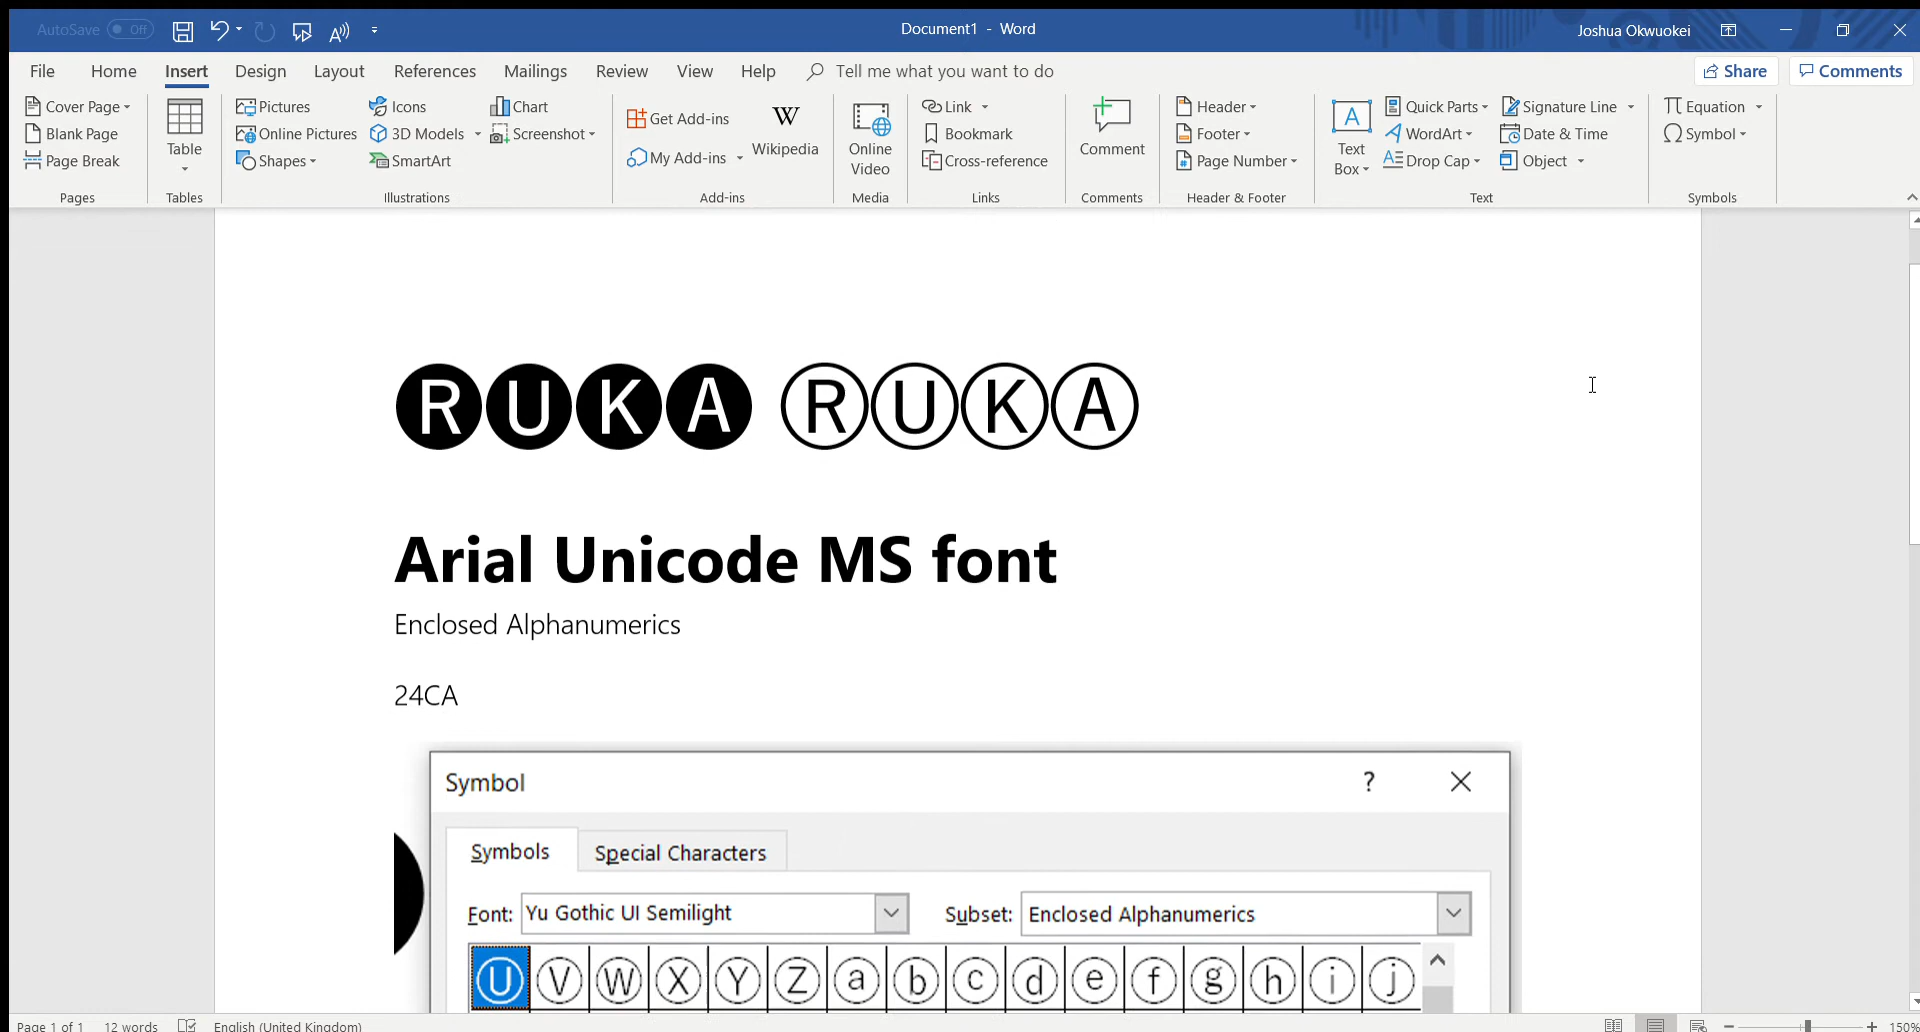 AutoSave Off Document1 - Word Joshua Okwuokei
File Home Insert Design Layout References Mailings Review View Help Tell me what you want to do Share Comments
Cover Page
Blank Page
Page Break
Pages
Table
Tables
Pictures
Online Pictures
Shapes
Icons
3D Models
SmartArt
Chart
Screenshot
Illustrations
Get Add-ins
My Add-ins
W
Wikipedia
Add-ins
Online
Video
Media
Link
Bookmark
Cross-reference
Links
Comment
Comments
Header
Footer
Page Number
Header & Footer
A
Text
Box
Quick Parts
WordArt
Drop Cap
Signature Line
Date & Time
Object
Text
Equation
Symbol
Symbols
🅡🅤🅚🅐 ⓇⓊⓀⒶ
Arial Unicode MS font
Enclosed Alphanumerics
24CA
Symbol ? ×
Symbols Special Characters
Font: Yu Gothic UI Semilight Subset: Enclosed Alphanumerics
Ⓤ Ⓥ Ⓦ Ⓧ Ⓨ Ⓩ ⓐ ⓑ ⓒ ⓓ ⓔ ⓕ ⓖ ⓗ ⓘ ⓙ
Page 1 of 1 12 words English (United Kingdom) 150%